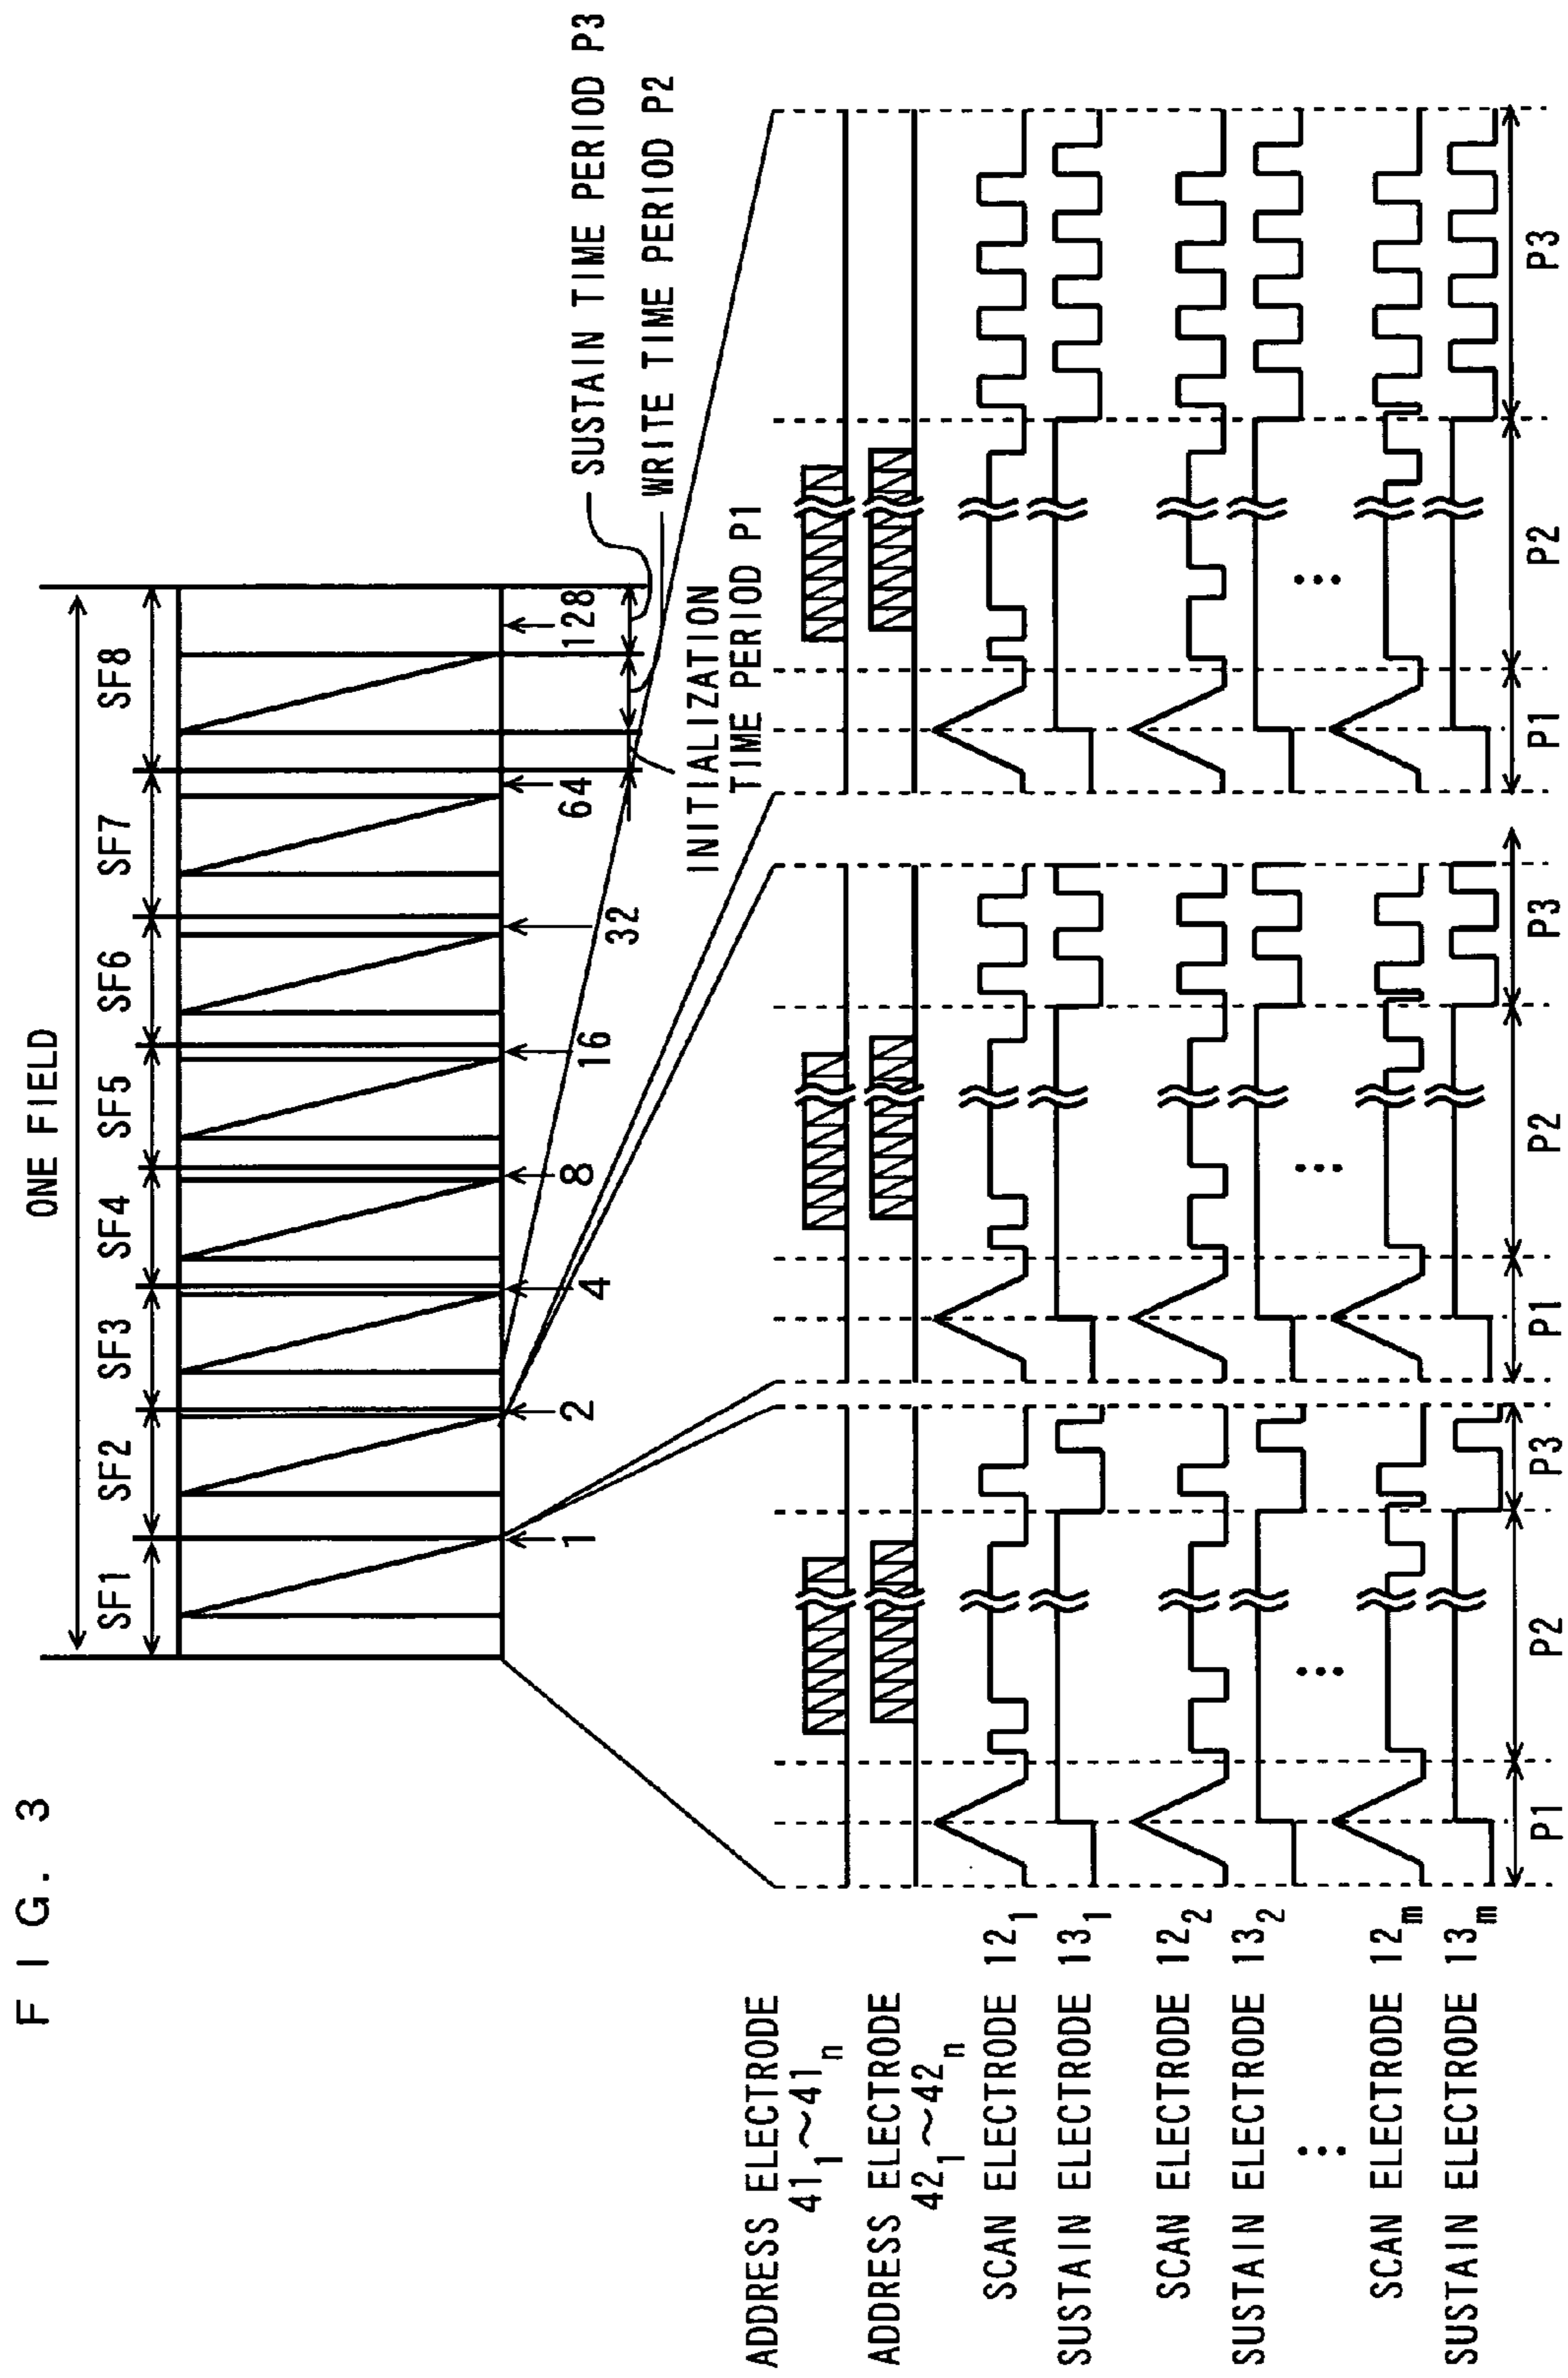 FIG. 3
ONE FIELD
SF1 SF2 SF3 SF4 SF5 SF6 SF7 SF8
1 2 4 8 16 32 64 128
SUSTAIN TIME PERIOD P3
WRITE TIME PERIOD P2
INITIALIZATION
TIME PERIOD P1
ADDRESS ELECTRODE
41₁~41ₙ
ADDRESS ELECTRODE
42₁~42ₙ
SCAN ELECTRODE 12₁
SUSTAIN ELECTRODE 13₁
SCAN ELECTRODE 12₂
SUSTAIN ELECTRODE 13₂
SCAN ELECTRODE 12ₘ
SUSTAIN ELECTRODE 13ₘ
P1 P2 P3 P1 P2 P3 P1 P2 P3